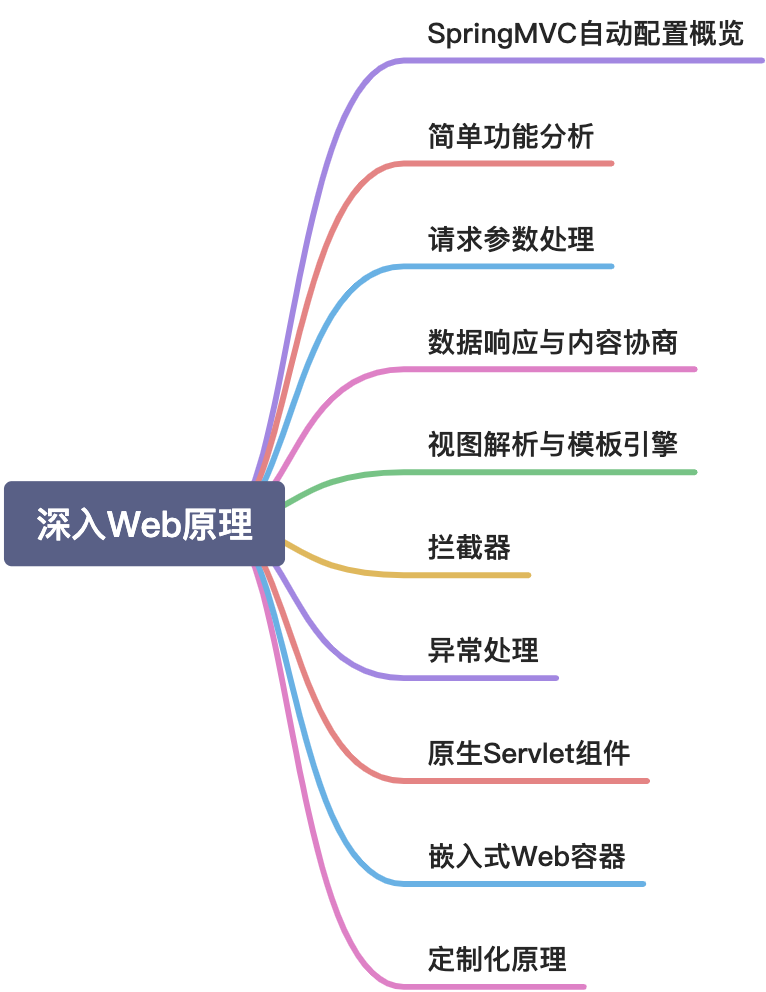 SpringMVC自动配置概览
简单功能分析
请求参数处理
数据响应与内容协商
视图解析与模板引擎
深入Web原理
拦截器
异常处理
原生Servlet组件
嵌入式Web容器
定制化原理